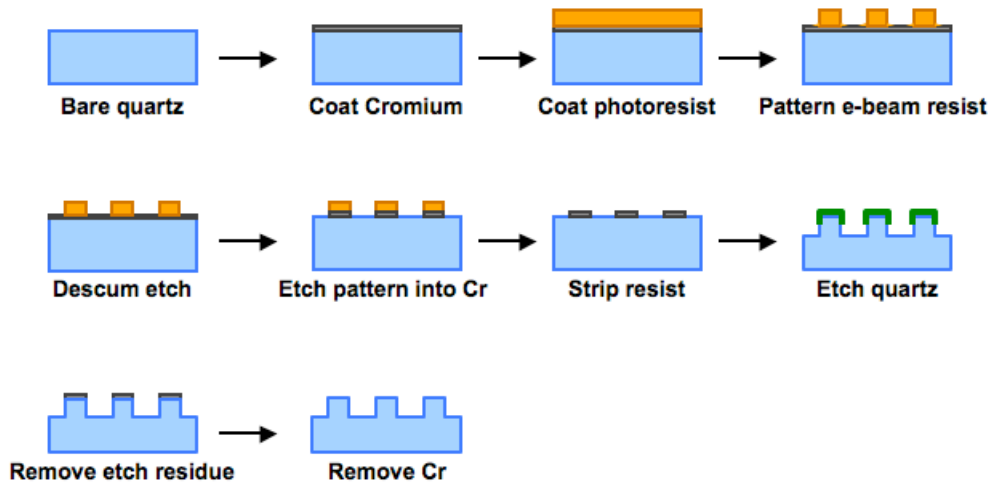 Bare quartz
Coat Cromium
Coat photoresist
Pattern e-beam resist
Descum etch
Etch pattern into Cr
Strip resist
Etch quartz
Remove etch residue
Remove Cr